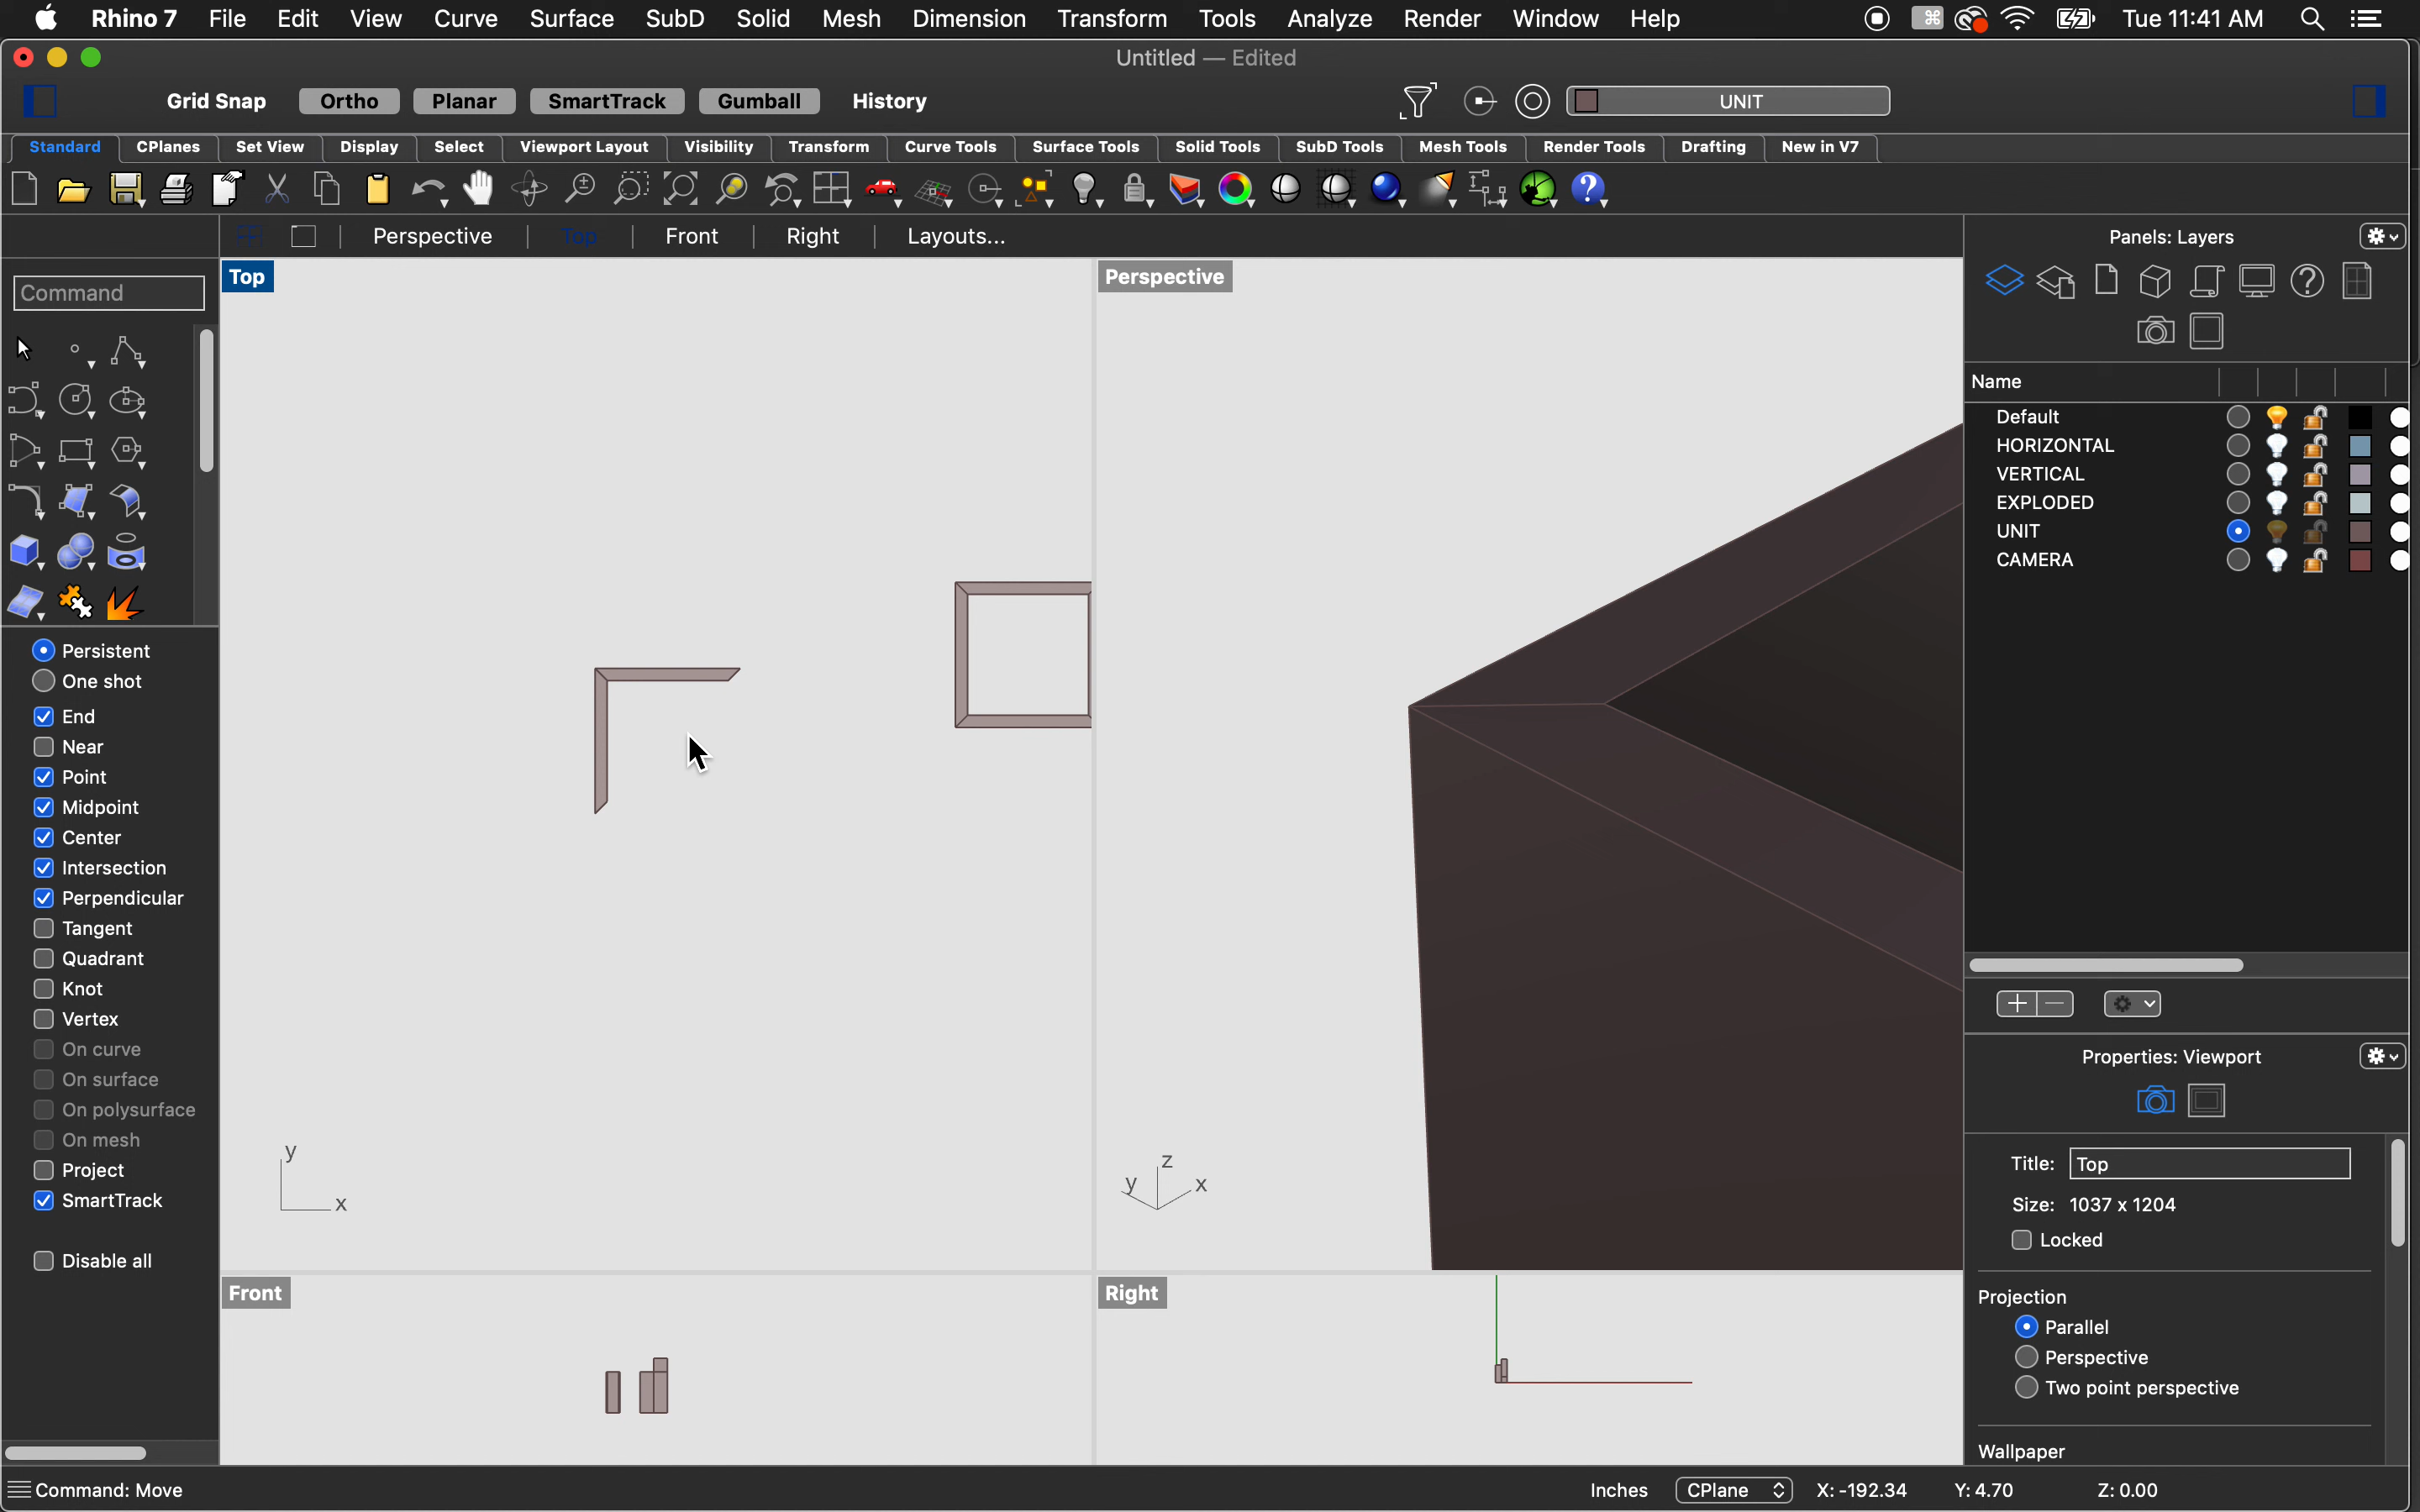 Rhino 7 File Edit View Curve Surface SubD Solid Mesh Dimension Transform Tools Analyze Render Window Help Tue 11:41 AM
Untitled — Edited
Grid Snap Ortho Planar SmartTrack Gumball History UNIT
Standard CPlanes Set View Display Select Viewport Layout Visibility Transform Curve Tools Surface Tools Solid Tools SubD Tools Mesh Tools Render Tools Drafting New in V7
Perspective Top Front Right Layouts...
Panels: Layers
Command
Top
Perspective
Name
Default
HORIZONTAL
VERTICAL
EXPLODED
UNIT
CAMERA
Persistent
One shot
End
Near
Point
Midpoint
Center
Intersection
Perpendicular
Tangent
Quadrant
Knot
Vertex
On curve
On surface
On polysurface
On mesh
Project
SmartTrack
Disable all
y
x
z
y
x
Front
Right
Properties: Viewport
Title: Top
Size: 1037 x 1204
Locked
Projection
Parallel
Perspective
Two point perspective
Wallpaper
Command: Move
Inches CPlane X: -192.34 Y: 4.70 Z: 0.00